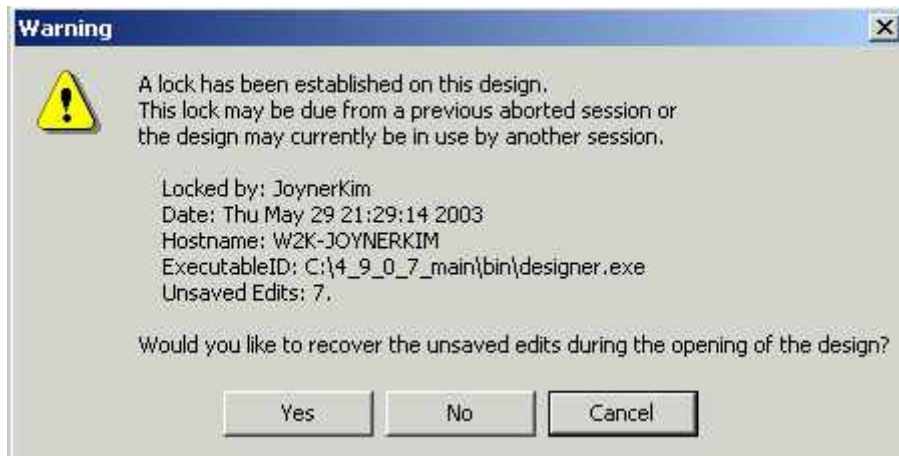 Warning
A lock has been established on this design.
This lock may be due from a previous aborted session or
the design may currently be in use by another session.
Locked by: JoynerKim
Date: Thu May 29 21:29:14 2003
Hostname: W2K-JOYNERKIM
ExecutableID: C:\4_9_0_7_main\bin\designer.exe
Unsaved Edits: 7.
Would you like to recover the unsaved edits during the opening of the design?
Yes No Cancel